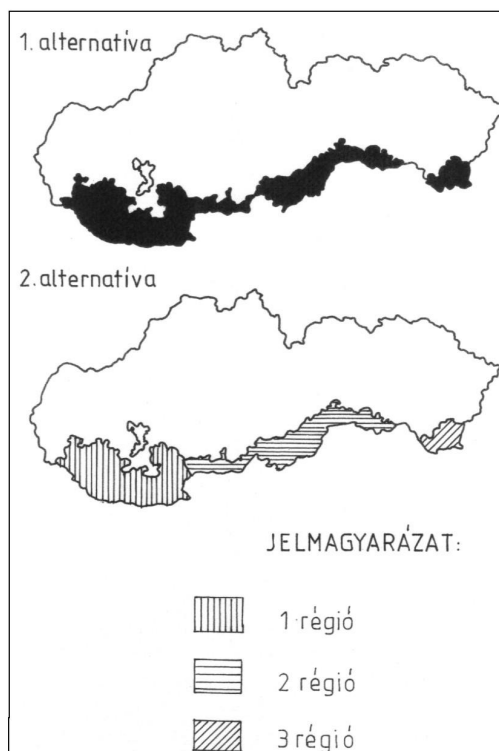 1. alternatíva
2. alternatíva
JELMAGYARÁZAT:
1 régió
2 régió
3 régió